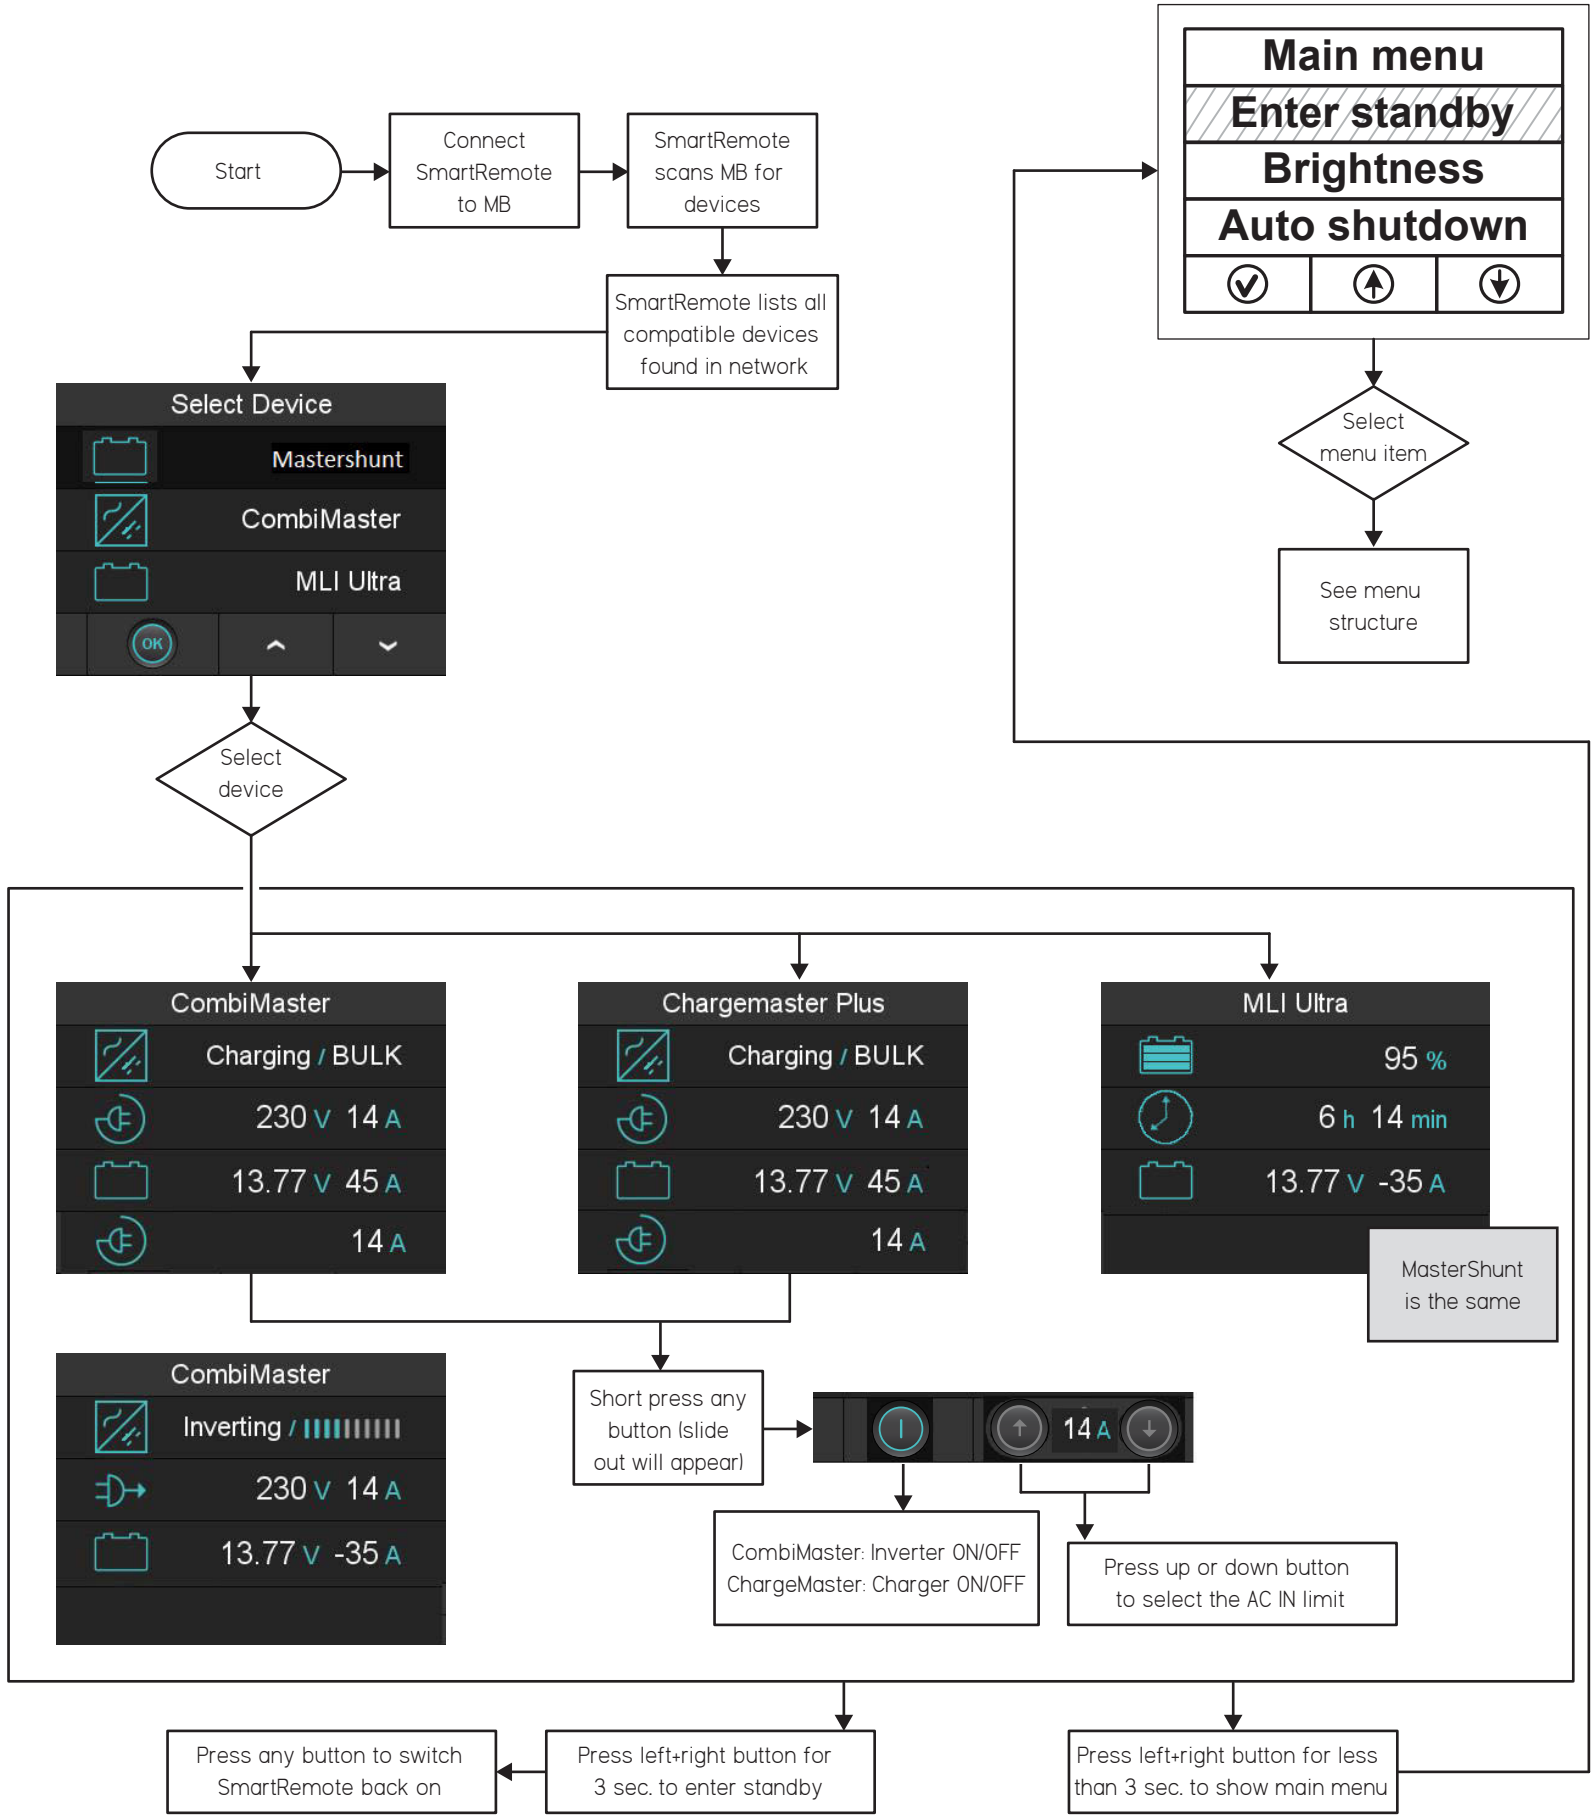 Main menu
Enter standby
Brightness
Auto shutdown
Start
Connect
SmartRemote
to MB
SmartRemote
scans MB for
devices
SmartRemote lists all
compatible devices
found in network
Select Device
Mastershunt
CombiMaster
MLI Ultra
OK
Select
menu item
See menu
structure
Select
device
CombiMaster
Charging / BULK
230 V 14 A
13.77 V 45 A
14 A
Chargemaster Plus
Charging / BULK
230 V 14 A
13.77 V 45 A
14 A
MLI Ultra
95 %
6 h 14 min
13.77 V -35 A
MasterShunt
is the same
CombiMaster
Inverting /
230 V 14 A
13.77 V -35 A
Short press any
button (slide
out will appear)
14 A
CombiMaster: Inverter ON/OFF
ChargeMaster: Charger ON/OFF
Press up or down button
to select the AC IN limit
Press any button to switch
SmartRemote back on
Press left+right button for
3 sec. to enter standby
Press left+right button for less
than 3 sec. to show main menu